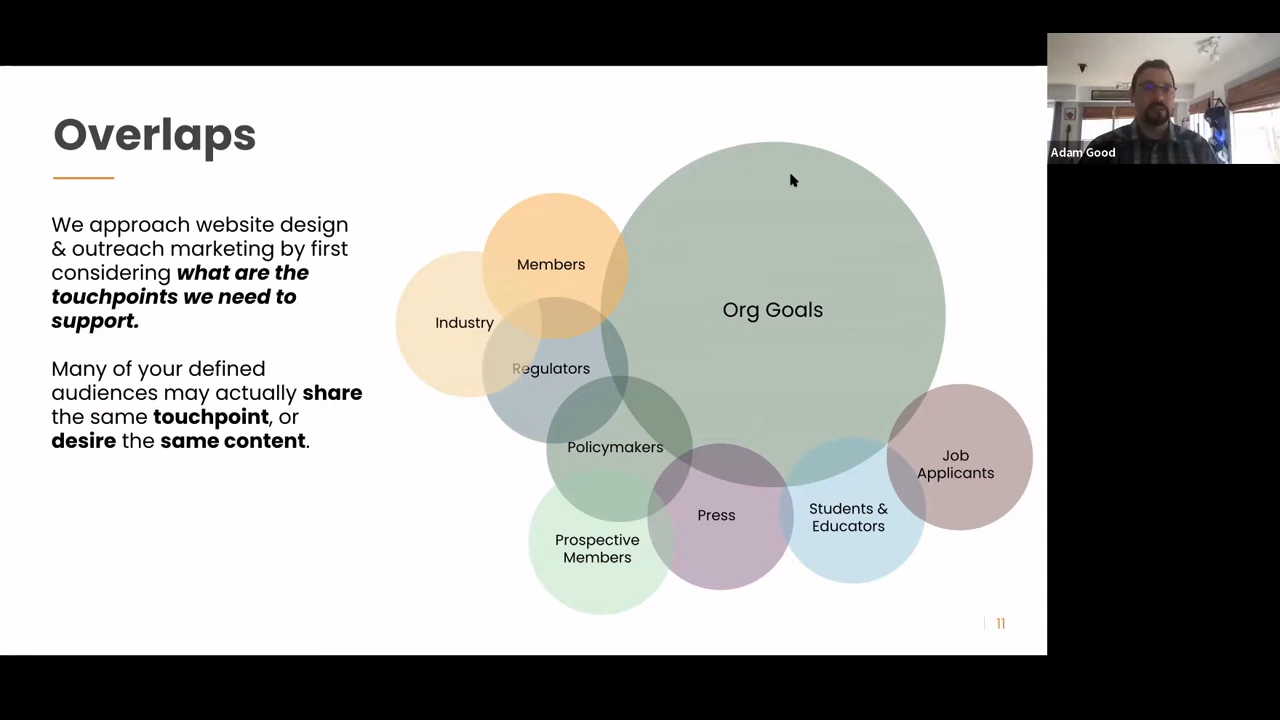 Overlaps
We approach website design
& outreach marketing by first
considering what are the
touchpoints we need to
support.
Many of your defined
audiences may actually share
the same touchpoint, or
desire the same content.
Members
Industry
Regulators
Org Goals
Policymakers
Prospective
Members
Press
Students &
Educators
Job
Applicants
11
Adam Good